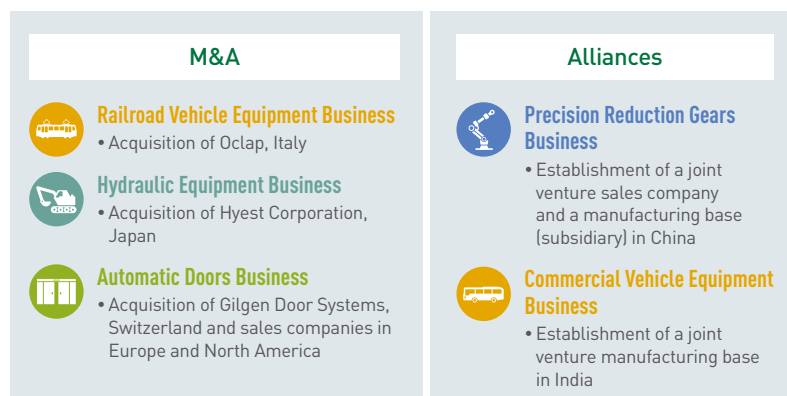 M&A
Railroad Vehicle Equipment Business
• Acquisition of Oclap, Italy
Hydraulic Equipment Business
• Acquisition of Hyest Corporation,
Japan
Automatic Doors Business
• Acquisition of Gilgen Door Systems,
Switzerland and sales companies in
Europe and North America
Alliances
Precision Reduction Gears
Business
• Establishment of a joint
venture sales company
and a manufacturing base
(subsidiary) in China
Commercial Vehicle Equipment
Business
• Establishment of a joint
venture manufacturing base
in India